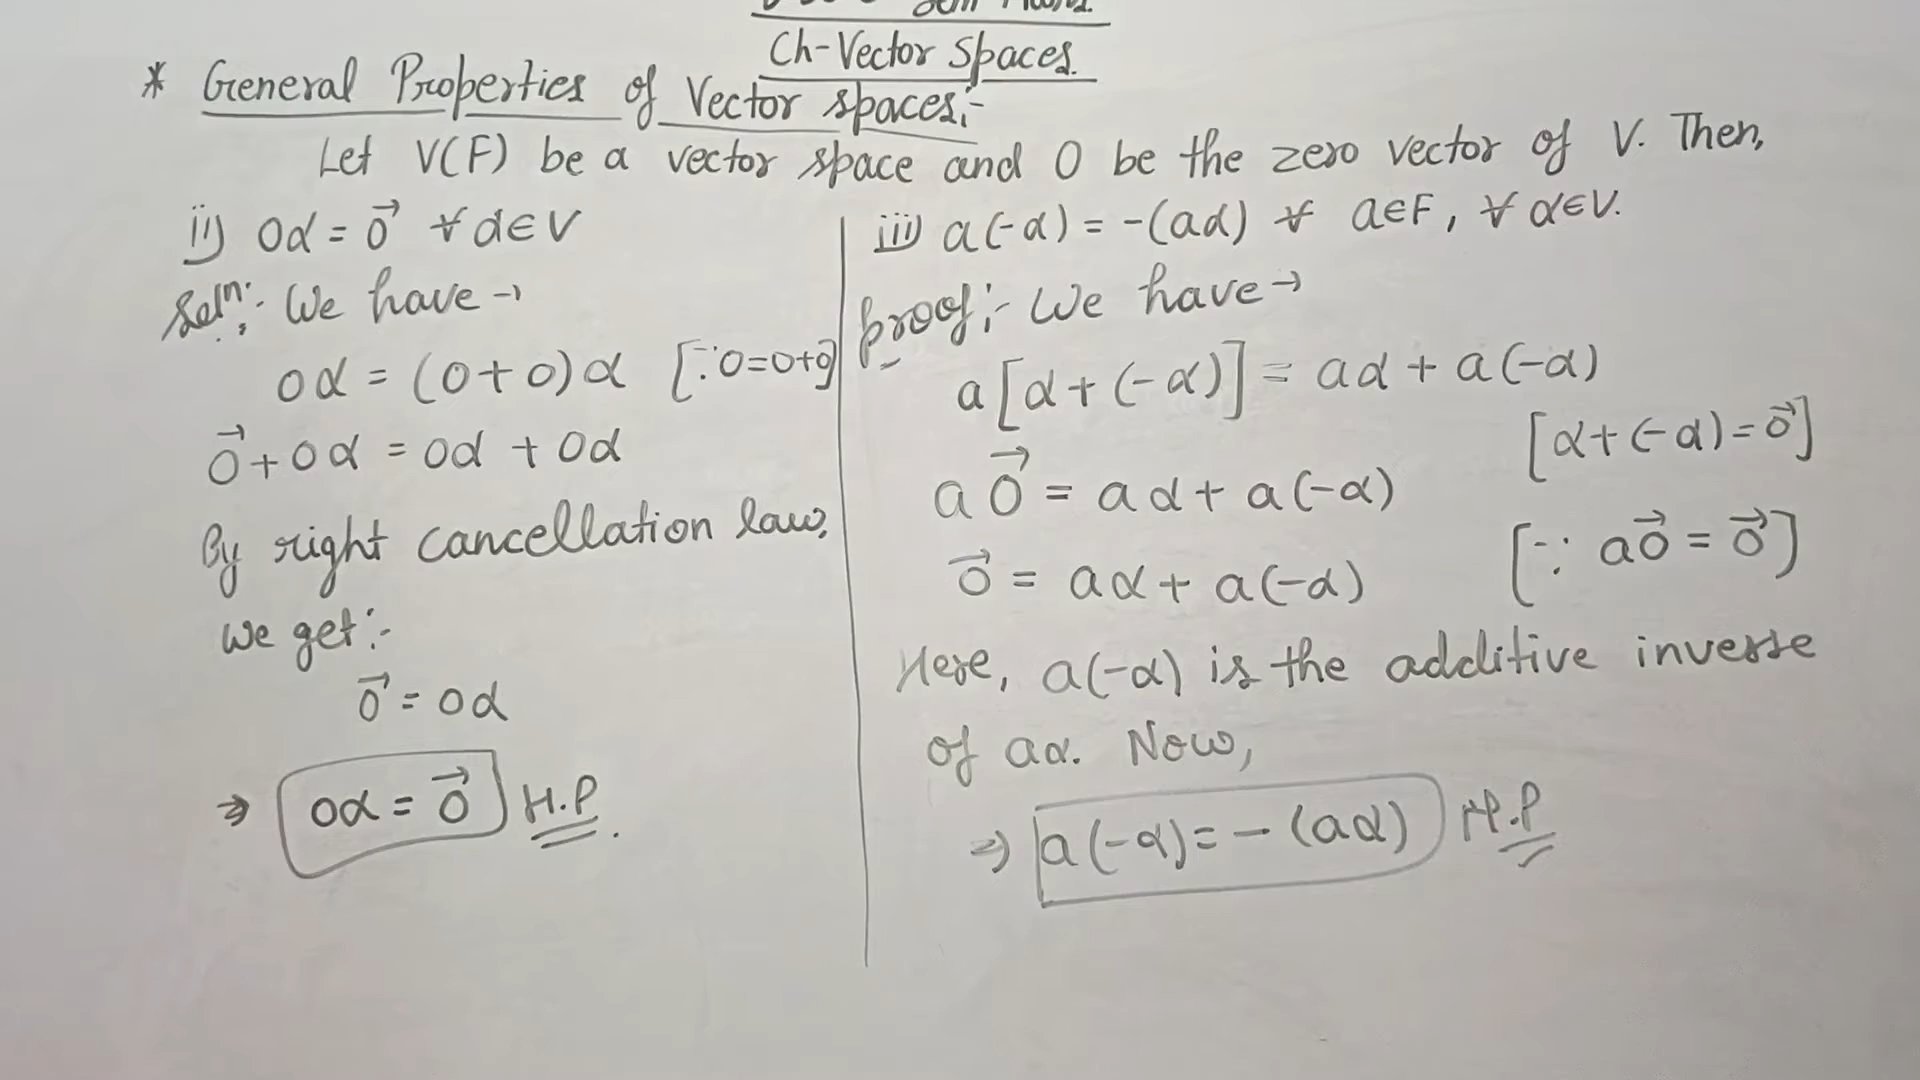 Ch-Vector Spaces.
* General Properties of Vector spaces:-
Let V(F) be a vector space and 0 be the zero vector of V. Then,
ii) 0α = 0⃗ ∀ α∈V
Solⁿ:- We have →
0α = (0+0)α [∵0=0+0]
0⃗ + 0α = 0α + 0α
By right cancellation law,
we get:-
0⃗ = 0α
⇒ 0α = 0⃗ H.P.
iii) a(-α) = -(aα) ∀ a∈F, ∀ α∈V.
proof:- We have →
a[α+(-α)] = aα + a(-α)
[α+(-α)=0⃗]
a0⃗ = aα + a(-α)
0⃗ = aα + a(-α) [∵ a0⃗ = 0⃗]
Here, a(-α) is the additive inverse
of aα. Now,
⇒ a(-α) = -(aα) H.P